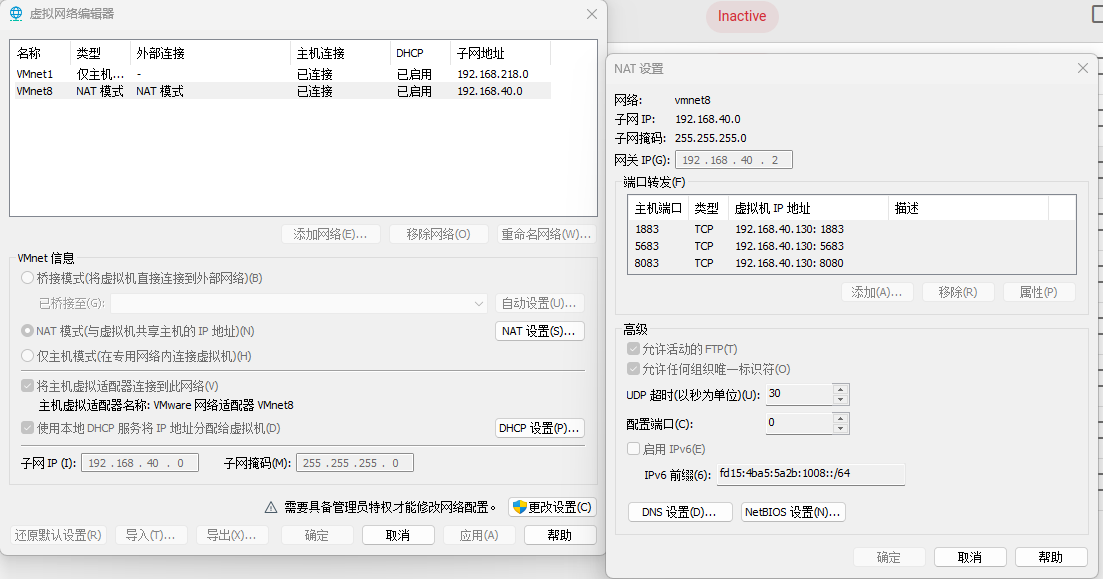 虚拟网络编辑器
名称 类型 外部连接 主机连接 DHCP 子网地址
VMnet1 仅主机... - 已连接 已启用 192.168.218.0
VMnet8 NAT 模式 NAT 模式 已连接 已启用 192.168.40.0
添加网络(E)... 移除网络(O) 重命名网络(W)...
VMnet 信息
桥接模式(将虚拟机直接连接到外部网络)(B)
已桥接至(G): 自动设置(U)...
NAT 模式(与虚拟机共享主机的 IP 地址)(N) NAT 设置(S)...
仅主机模式(在专用网络内连接虚拟机)(H)
将主机虚拟适配器连接到此网络(V)
主机虚拟适配器名称: VMware 网络适配器 VMnet8
使用本地 DHCP 服务将 IP 地址分配给虚拟机(D) DHCP 设置(P)...
子网 IP (I): 192 . 168 . 40 . 0 子网掩码(M): 255 . 255 . 255 . 0
需要具备管理员特权才能修改网络配置。 更改设置(C)
还原默认设置(R) 导入(T)... 导出(X)... 确定 取消 应用(A) 帮助
Inactive
NAT 设置
网络: vmnet8
子网 IP: 192.168.40.0
子网掩码: 255.255.255.0
网关 IP(G): 192 . 168 . 40 . 2
端口转发(F)
主机端口 类型 虚拟机 IP 地址 描述
1883 TCP 192.168.40.130: 1883
5683 TCP 192.168.40.130: 5683
8083 TCP 192.168.40.130: 8080
添加(A)... 移除(R) 属性(P)
高级
允许活动的 FTP(T)
允许任何组织唯一标识符(O)
UDP 超时(以秒为单位)(U): 30
配置端口(C): 0
启用 IPv6(E)
IPv6 前缀(6): fd15:4ba5:5a2b:1008::/64
DNS 设置(D)... NetBIOS 设置(N)...
确定 取消 帮助